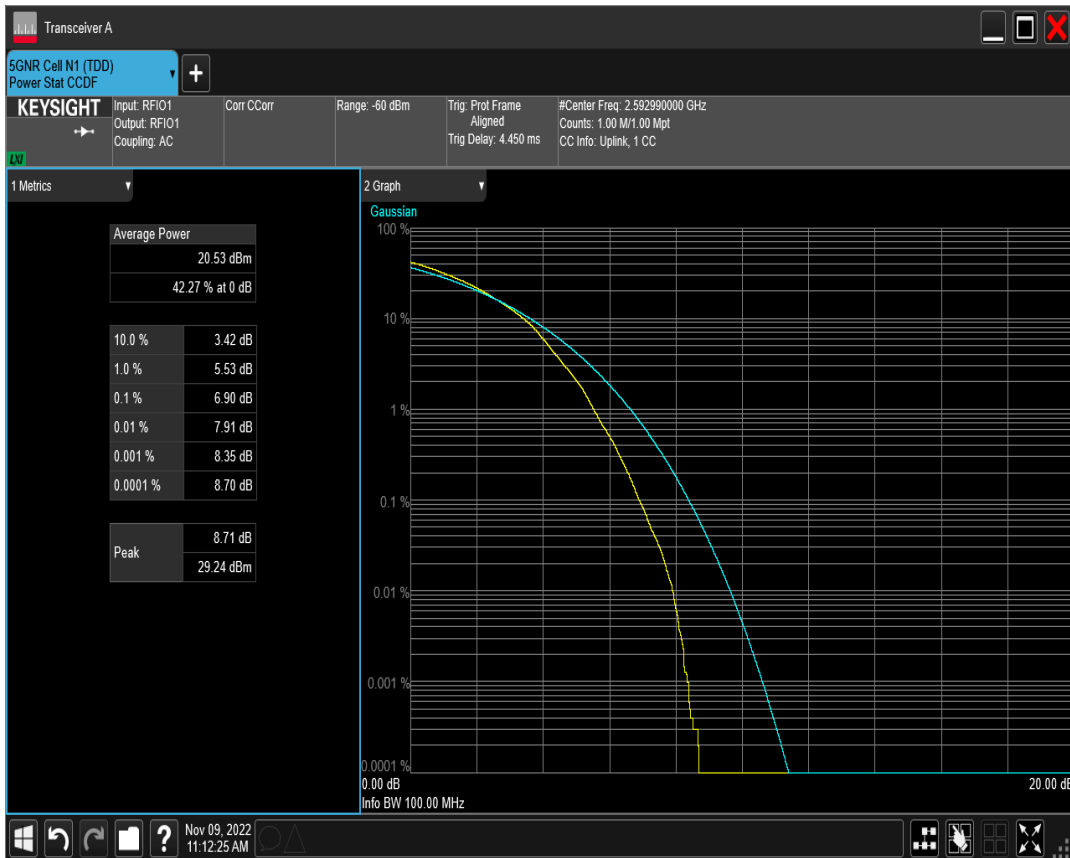 Transceiver A
5GNR Cell N1 (TDD)
Power Stat CCDF
+
KEYSIGHT
LXI
Input: RFIO1
Output: RFIO1
Coupling: AC
Corr CCorr
Range: -60 dBm
Trig: Prot Frame
Aligned
Trig Delay: 4.450 ms
#Center Freq: 2.592990000 GHz
Counts: 1.00 M/1.00 Mpt
CC Info: Uplink, 1 CC
1 Metrics
Average Power
20.53 dBm
42.27 % at 0 dB
10.0 % 3.42 dB
1.0 % 5.53 dB
0.1 % 6.90 dB
0.01 % 7.91 dB
0.001 % 8.35 dB
0.0001 % 8.70 dB
Peak
8.71 dB
29.24 dBm
2 Graph
Gaussian
100 %
10 %
1 %
0.1 %
0.01 %
0.001 %
0.0001 %
0.00 dB 20.00 dB
Info BW 100.00 MHz
?
Nov 09, 2022
11:12:25 AM